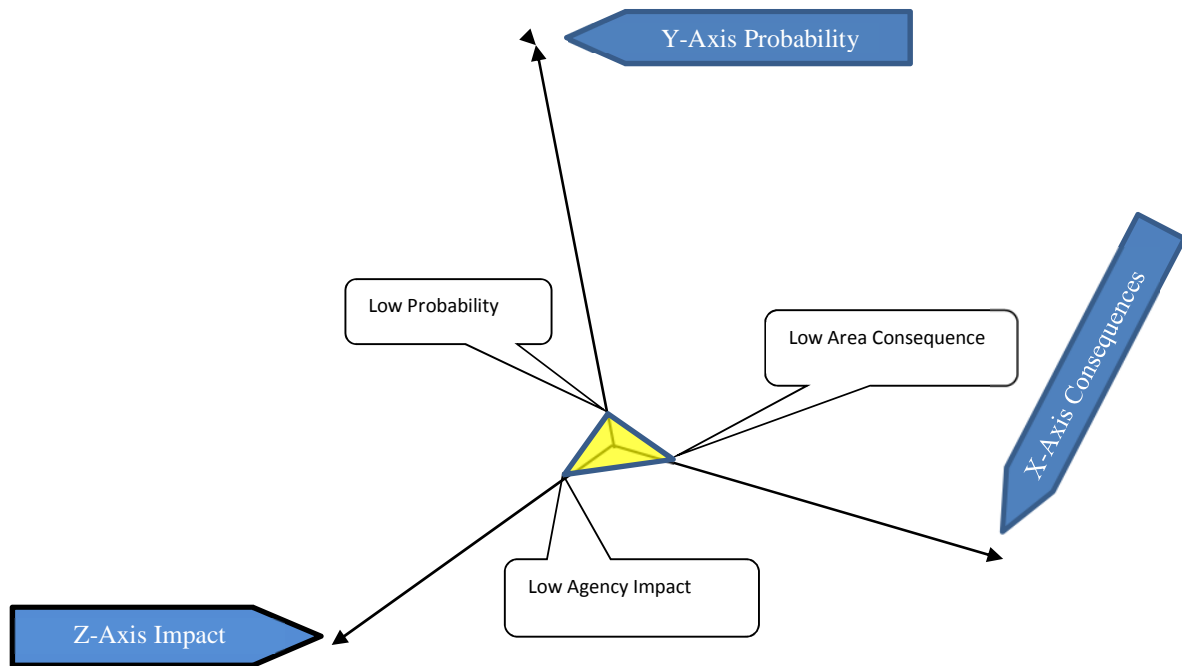 Y-Axis Probability
Low Probability
Low Area Consequence
X-Axis Consequences
Low Agency Impact
Z-Axis Impact